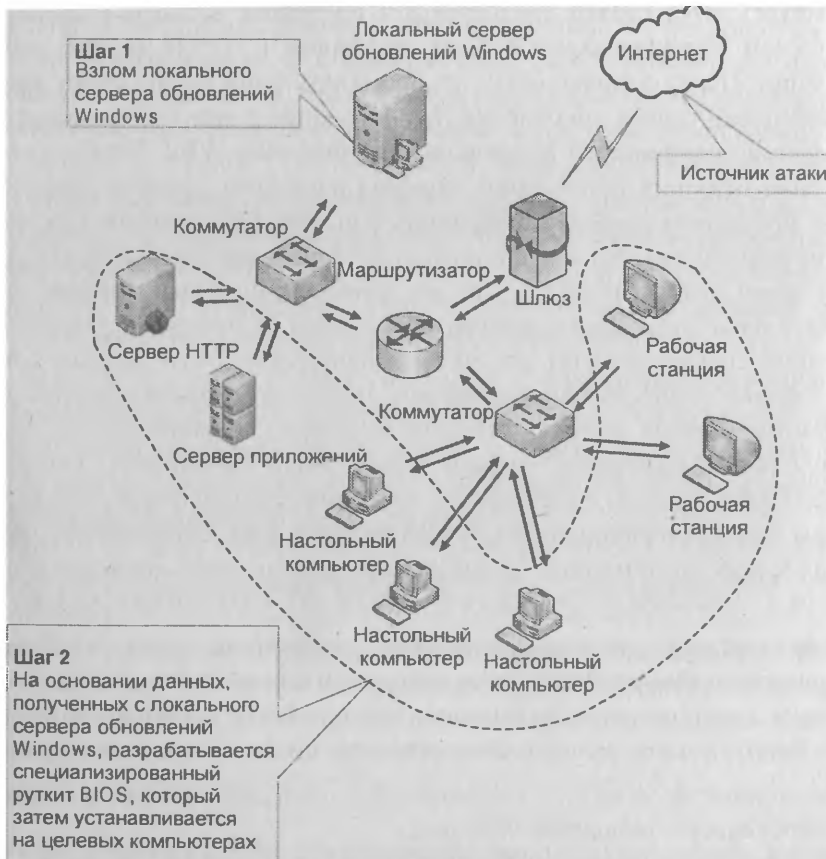 Шаг 1
Взлом локального
сервера обновлений
Windows
Локальный сервер
обновлений Windows
Интернет
Источник атаки
Коммутатор
Маршрутизатор
Шлюз
Сервер HTTP
Рабочая
станция
Коммутатор
Сервер приложений
Рабочая
станция
Настольный
компьютер
Настольный
компьютер
Настольный
компьютер
Шаг 2
На основании данных,
полученных с локального
сервера обновлений
Windows, разрабатывается
специализированный
руткит BIOS, который
затем устанавливается
на целевых компьютерах